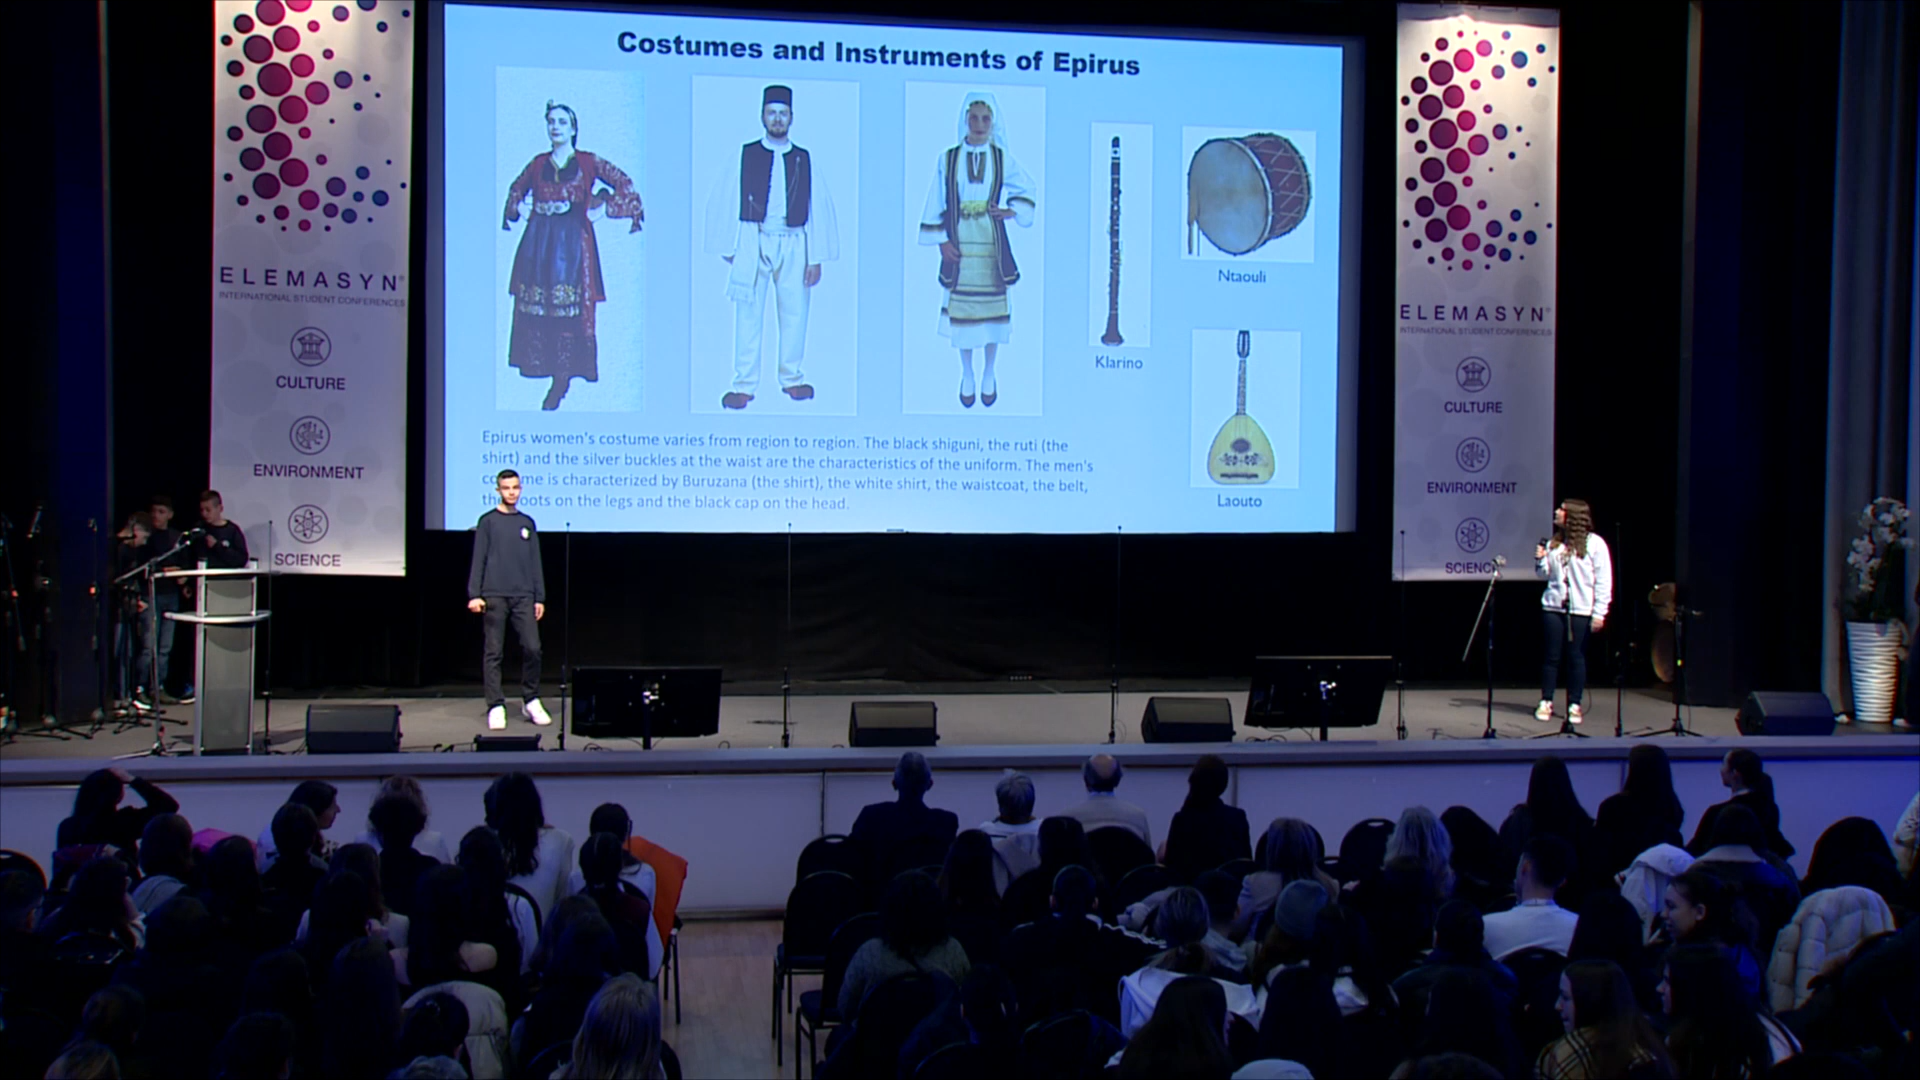 Costumes and Instruments of Epirus
Klarino
Ntaouli
Laouto
Epirus women's costume varies from region to region. The black shiguni, the ruti (the
shirt) and the silver buckles at the waist are the characteristics of the uniform. The men's
is characterized by Buruzana (the shirt), the white shirt, the waistcoat, the belt,
on the legs and the black cap on the head.
ELEMASYN®
INTERNATIONAL STUDENT CONFERENCES
CULTURE
ENVIRONMENT
SCIENCE
ELEMASYN®
INTERNATIONAL STUDENT CONFERENCES
CULTURE
ENVIRONMENT
SCIENCE